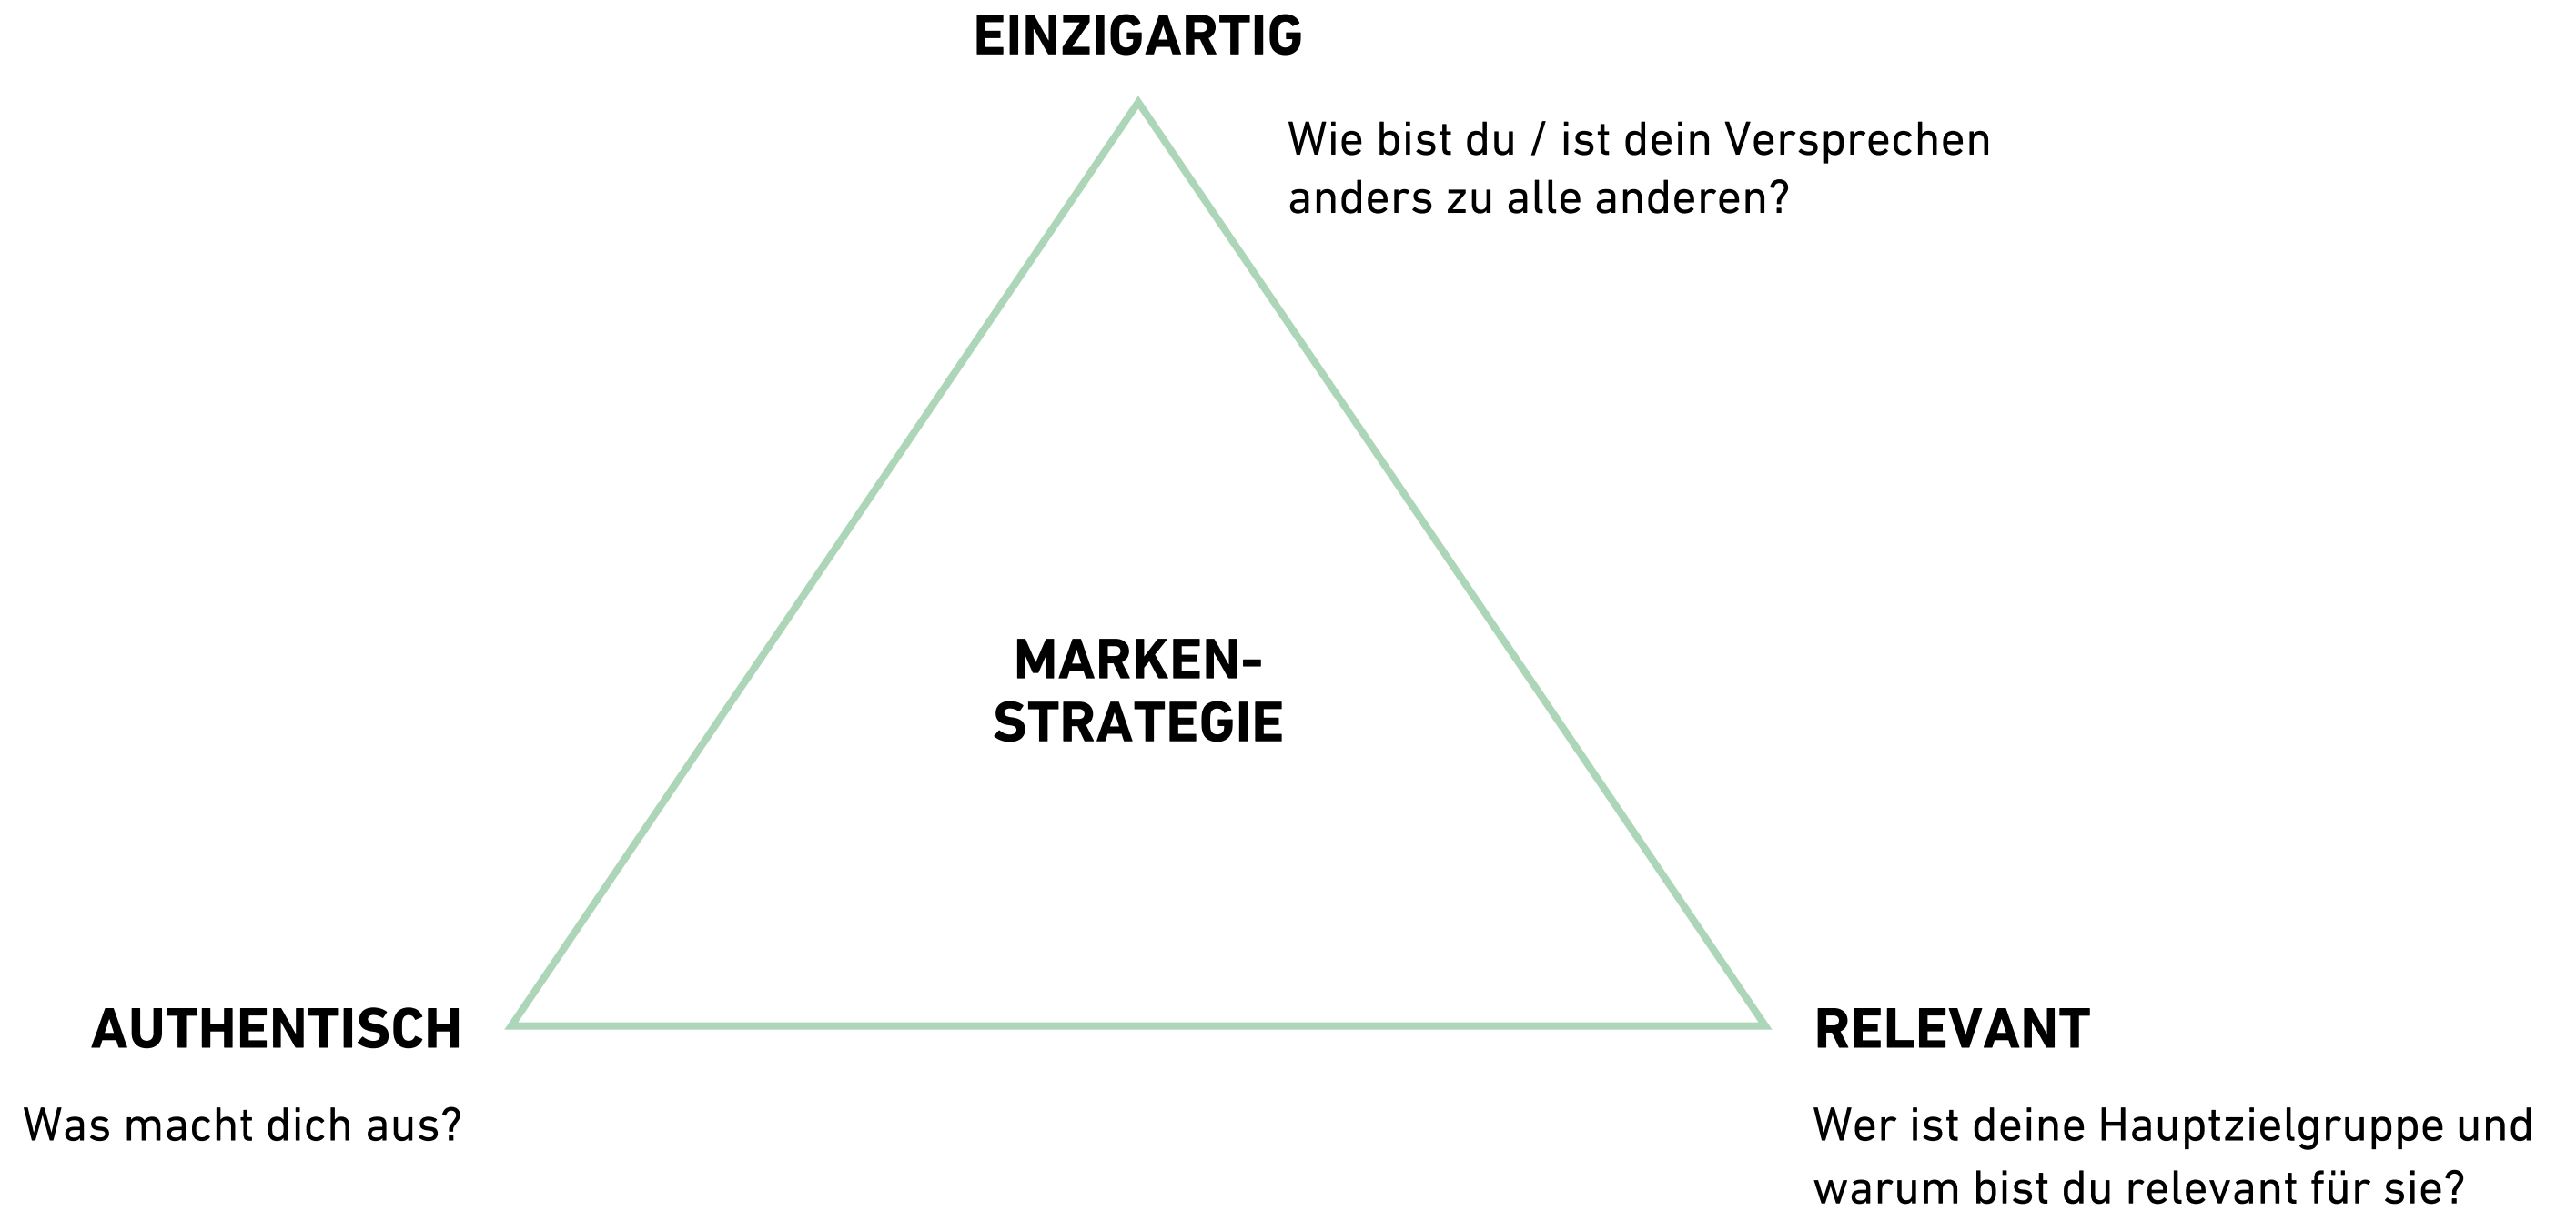 EINZIGARTIG
Wie bist du / ist dein Versprechen
anders zu alle anderen?
MARKEN-
STRATEGIE
AUTHENTISCH
Was macht dich aus?
RELEVANT
Wer ist deine Hauptzielgruppe und
warum bist du relevant für sie?